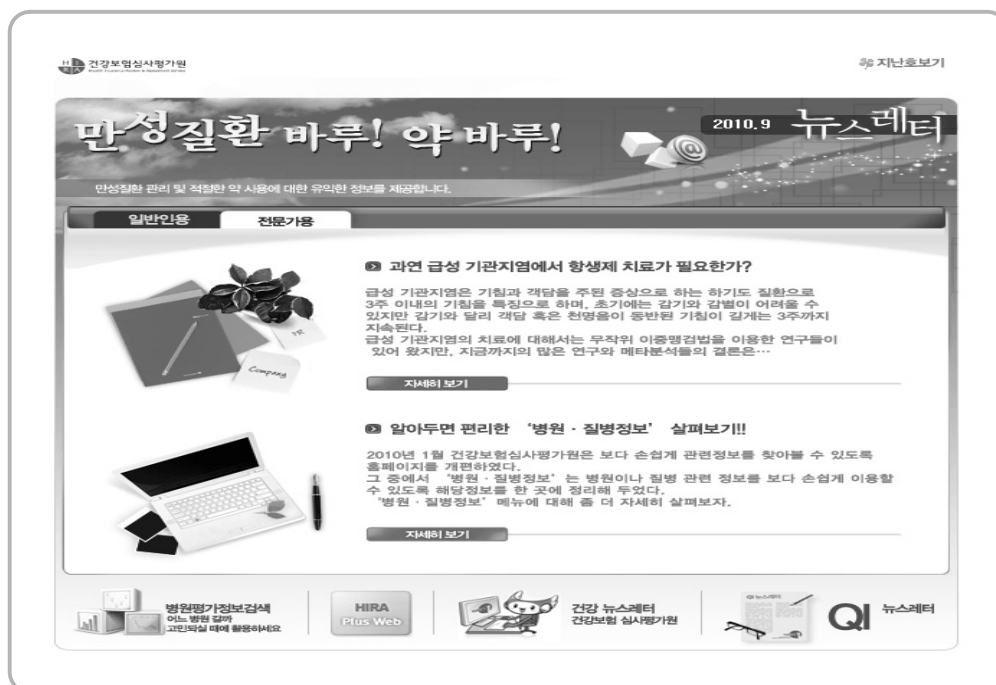 HIRA 건강보험심사평가원
Health Insurance Review & Assessment Service
지난호보기
만성질환 바루! 약 바루!
2010.9 뉴스레터
만성질환 관리 및 적절한 약 사용에 대한 유익한 정보를 제공합니다.
일반인용 전문가용
과연 급성 기관지염에서 항생제 치료가 필요한가?
급성 기관지염은 기침과 객담을 주된 증상으로 하는 하기도 질환으로
3주 이내의 기침을 특징으로 하며, 초기에는 감기와 감별이 어려울 수
있지만 감기와 달리 객담 혹은 천명음이 동반된 기침이 길게는 3주까지
지속된다.
급성 기관지염의 치료에 대해서는 무작위 이중맹검법을 이용한 연구들이
있어 왔지만, 지금까지의 많은 연구와 메타분석들의 결론은…
자세히 보기
Company
알아두면 편리한 ‘병원 · 질병정보’ 살펴보기!!
2010년 1월 건강보험심사평가원은 보다 손쉽게 관련정보를 찾아볼 수 있도록
홈페이지를 개편하였다.
그 중에서 ‘병원 · 질병정보’ 는 병원이나 질병 관련 정보를 보다 손쉽게 이용할
수 있도록 해당정보를 한 곳에 정리해 두었다.
‘병원 · 질병정보’ 메뉴에 대해 좀 더 자세히 살펴보자.
자세히 보기
병원평가정보검색
어느 병원 갈까
고민되실 때에 활용하세요
HIRA
Plus Web
건강 뉴스레터
건강보험 심사평가원
QI 뉴스레터
QI 뉴스레터